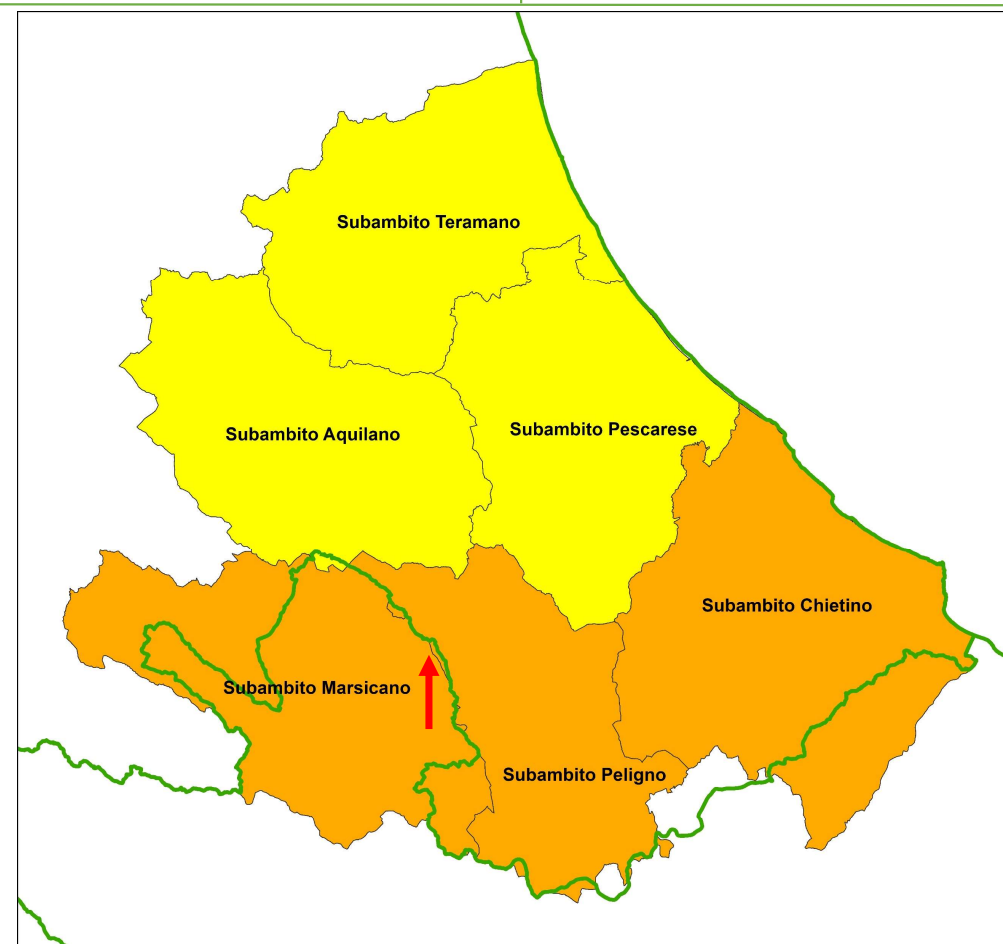 Subambito Teramano
Subambito Aquilano
Subambito Pescarese
Subambito Chietino
Subambito Marsicano
Subambito Peligno